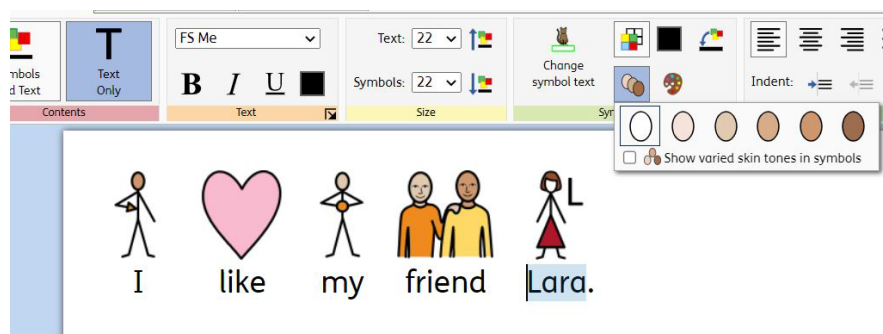 FS Me
Text: 22
Symbols: 22
Change
symbol text
mbols
d Text
T
Text
Only
B I U
Indent:
Contents
Text
Size
Syr
Show varied skin tones in symbols
L
I like my friend Lara.